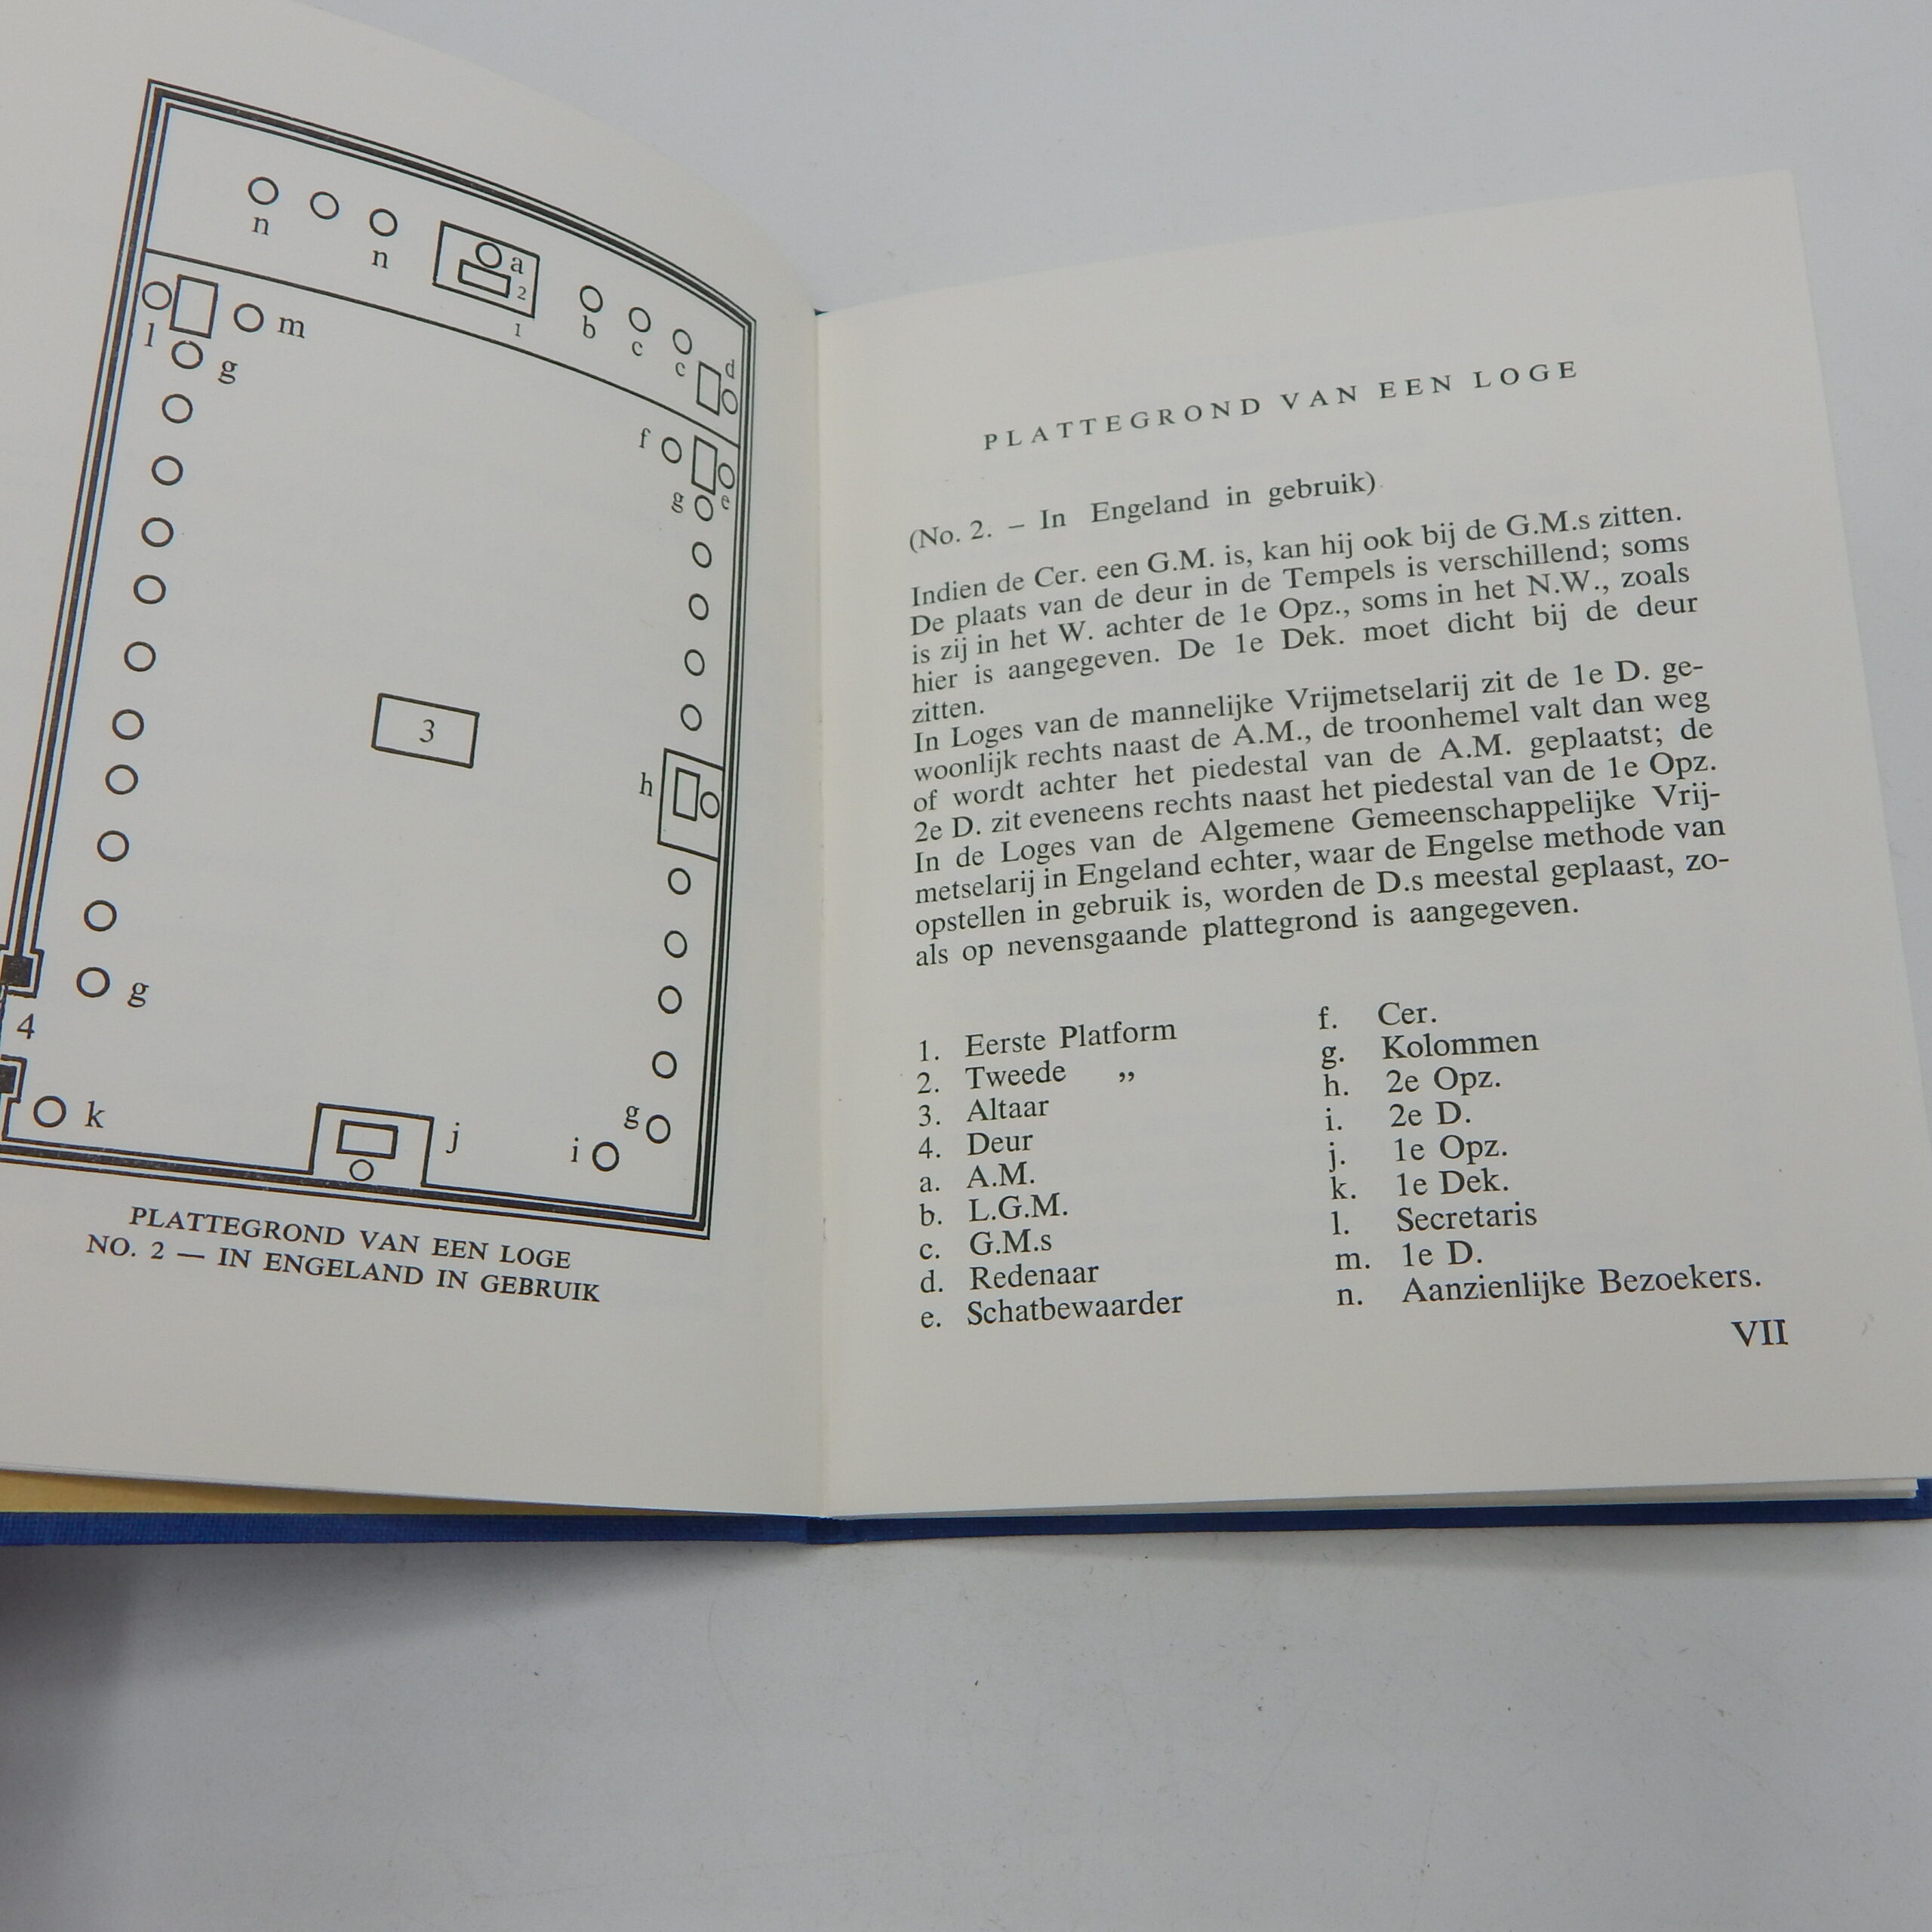 n
n
a
2
1
b
c
c
d
l
m
g
f
e
g
3
h
g
4
k
j
i
g
PLATTEGROND VAN EEN LOGE
NO. 2 — IN ENGELAND IN GEBRUIK
PLATTEGROND VAN EEN LOGE
(No. 2. – In Engeland in gebruik)
Indien de Cer. een G.M. is, kan hij ook bij de G.M.s zitten.
De plaats van de deur in de Tempels is verschillend; soms
is zij in het W. achter de 1e Opz., soms in het N.W., zoals
hier is aangegeven. De 1e Dek. moet dicht bij de deur
zitten.
In Loges van de mannelijke Vrijmetselarij zit de 1e D. ge-
woonlijk rechts naast de A.M., de troonhemel valt dan weg
of wordt achter het piedestal van de A.M. geplaatst; de
2e D. zit eveneens rechts naast het piedestal van de 1e Opz.
In de Loges van de Algemene Gemeenschappelijke Vrij-
metselarij in Engeland echter, waar de Engelse methode van
opstellen in gebruik is, worden de D.s meestal geplaast, zo-
als op nevensgaande plattegrond is aangegeven.
1. Eerste Platform
2. Tweede „
3. Altaar
4. Deur
a. A.M.
b. L.G.M.
c. G.M.s
d. Redenaar
e. Schatbewaarder
f. Cer.
g. Kolommen
h. 2e Opz.
i. 2e D.
j. 1e Opz.
k. 1e Dek.
l. Secretaris
m. 1e D.
n. Aanzienlijke Bezoekers.
VII